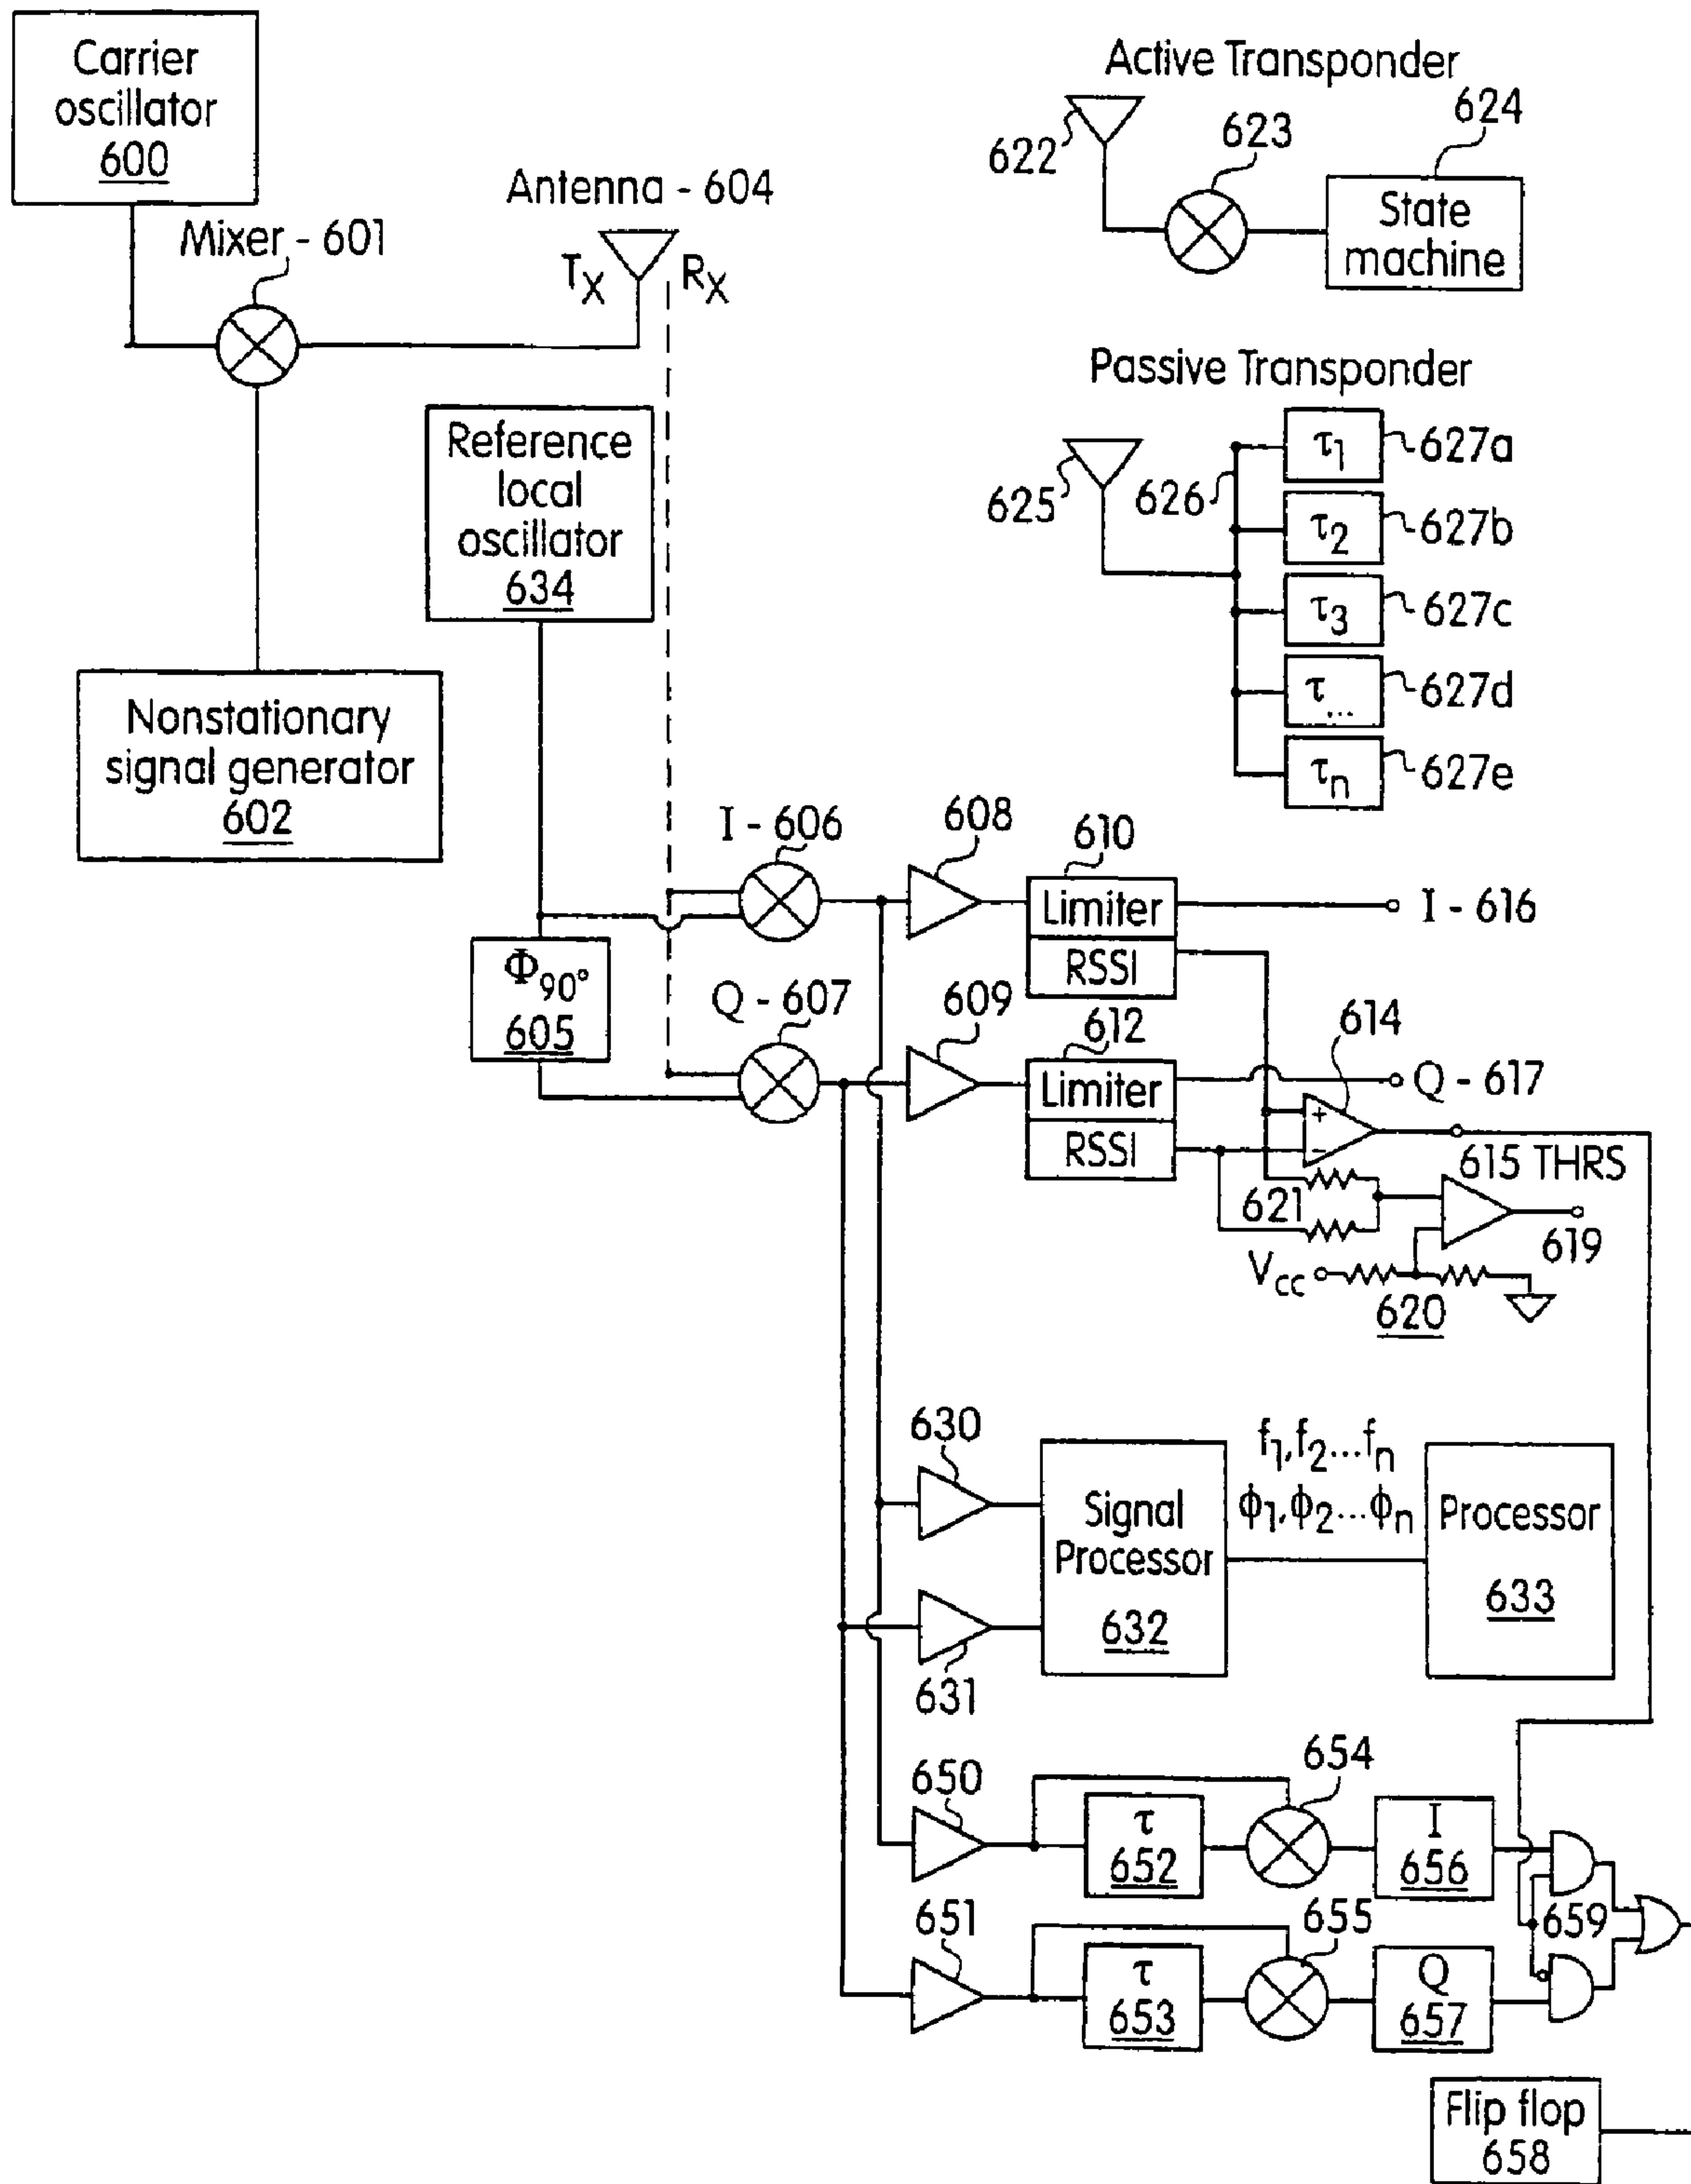 Carrier
oscillator
600
Mixer - 601
Antenna - 604
TX
RX
Active Transponder
622
623
624
State
machine
Passive Transponder
625
626
τ1
627a
τ2
627b
τ3
627c
τ...
627d
τn
627e
Reference
local
oscillator
634
Nonstationary
signal generator
602
Φ90°
605
I - 606
Q - 607
608
609
610
Limiter
RSSI
I - 616
612
Limiter
RSSI
614
Q - 617
+
−
615 THRS
621
619
Vcc
620
630
631
Signal
Processor
632
f1,f2...fn
ϕ1,ϕ2...ϕn
Processor
633
650
τ
652
654
I
656
651
τ
653
655
Q
657
659
Flip flop
658